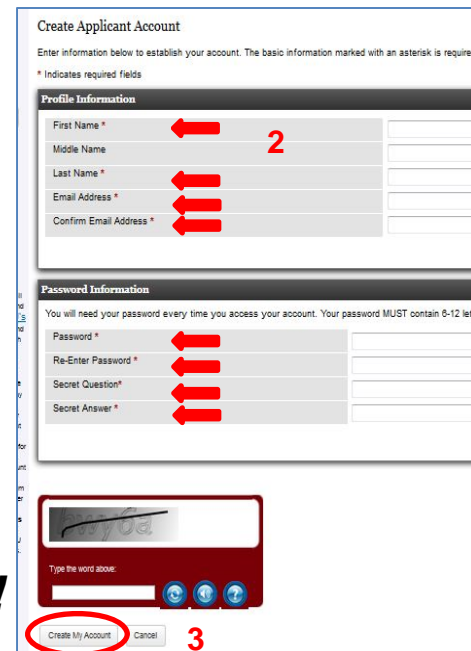 Create Applicant Account
Enter information below to establish your account. The basic information marked with an asterisk is require
* Indicates required fields
Profile Information
First Name *
2
Middle Name
Last Name *
Email Address *
Confirm Email Address *
Password Information
You will need your password every time you access your account. Your password MUST contain 6-12 let
Password *
Re-Enter Password *
Secret Question*
Secret Answer *
Type the word above:
Create My Account Cancel 3